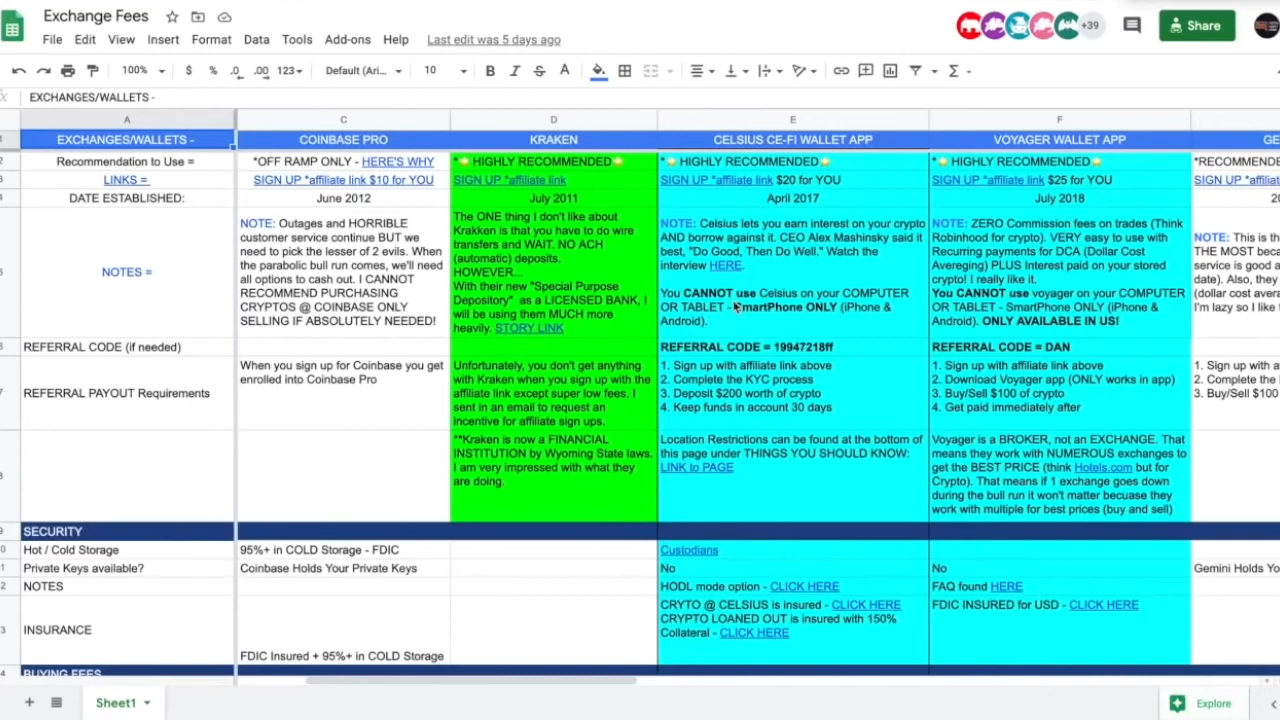 Exchange Fees
File Edit View Insert Format Data Tools Add-ons Help Last edit was 5 days ago
+39
Share
100% $ % .0 .00 123 Default (Ari... 10 B I S A
EXCHANGES/WALLETS -
A C D E F
EXCHANGES/WALLETS - COINBASE PRO KRAKEN CELSIUS CE-FI WALLET APP VOYAGER WALLET APP GE
Recommendation to Use = *OFF RAMP ONLY - HERE'S WHY * HIGHLY RECOMMENDED * HIGHLY RECOMMENDED * HIGHLY RECOMMENDED *RECOMMENDE
LINKS = SIGN UP *affiliate link $10 for YOU SIGN UP *affiliate link SIGN UP *affiliate link $20 for YOU SIGN UP *affiliate link $25 for YOU SIGN UP *affiliat
DATE ESTABLISHED: June 2012 July 2011 April 2017 July 2018 20
NOTES =
NOTE: Outages and HORRIBLE
customer service continue BUT we
need to pick the lesser of 2 evils. When
the parabolic bull run comes, we'll need
all options to cash out. I CANNOT
RECOMMEND PURCHASING
CRYPTOS @ COINBASE ONLY
SELLING IF ABSOLUTELY NEEDED!
The ONE thing I don't like about
Krakken is that you have to do wire
transfers and WAIT. NO ACH
(automatic) deposits.
HOWEVER...
With their new "Special Purpose
Depository" as a LICENSED BANK, I
will be using them MUCH more
heavily. STORY LINK
NOTE: Celsius lets you earn interest on your crypto
AND borrow against it. CEO Alex Mashinsky said it
best, "Do Good, Then Do Well." Watch the
interview HERE.
You CANNOT use Celsius on your COMPUTER
OR TABLET - SmartPhone ONLY (iPhone &
Android).
NOTE: ZERO Commission fees on trades (Think
Robinhood for crypto). VERY easy to use with
Recurring payments for DCA (Dollar Cost
Avereging) PLUS Interest paid on your stored
crypto! I really like it.
You CANNOT use voyager on your COMPUTER
OR TABLET - SmartPhone ONLY (iPhone &
Android). ONLY AVAILABLE IN US!
NOTE: This is th
THE MOST beca
service is good a
date). Also, they
(dollar cost avera
I'm lazy so I like t
REFERRAL CODE (if needed) REFERRAL CODE = 19947218ff REFERRAL CODE = DAN
REFERRAL PAYOUT Requirements
When you sign up for Coinbase you get
enrolled into Coinbase Pro
Unfortunately, you don't get anything
with Kraken when you sign up with the
affiliate link except super low fees. I
sent in an email to request an
incentive for affiliate sign ups.
1. Sign up with affiliate link above
2. Complete the KYC process
3. Deposit $200 worth of crypto
4. Keep funds in account 30 days
1. Sign up with affiliate link above
2. Download Voyager app (ONLY works in app)
3. Buy/Sell $100 of crypto
4. Get paid immediately after
1. Sign up with a
2. Complete the
3. Buy/Sell $100
**Kraken is now a FINANCIAL
INSTITUTION by Wyoming State laws.
I am very impressed with what they
are doing.
Location Restrictions can be found at the bottom of
this page under THINGS YOU SHOULD KNOW:
LINK to PAGE
Voyager is a BROKER, not an EXCHANGE. That
means they work with NUMEROUS exchanges to
get the BEST PRICE (think Hotels.com but for
Crypto). That means if 1 exchange goes down
during the bull run it won't matter becuase they
work with multiple for best prices (buy and sell)
SECURITY
Hot / Cold Storage 95%+ in COLD Storage - FDIC Custodians
Private Keys available? Coinbase Holds Your Private Keys No No Gemini Holds Yo
NOTES HODL mode option - CLICK HERE FAQ found HERE
INSURANCE
FDIC Insured + 95%+ in COLD Storage
CRYTO @ CELSIUS is insured - CLICK HERE
CRYPTO LOANED OUT is insured with 150%
Collateral - CLICK HERE
FDIC INSURED for USD - CLICK HERE
BUYING FEES
Sheet1
Explore